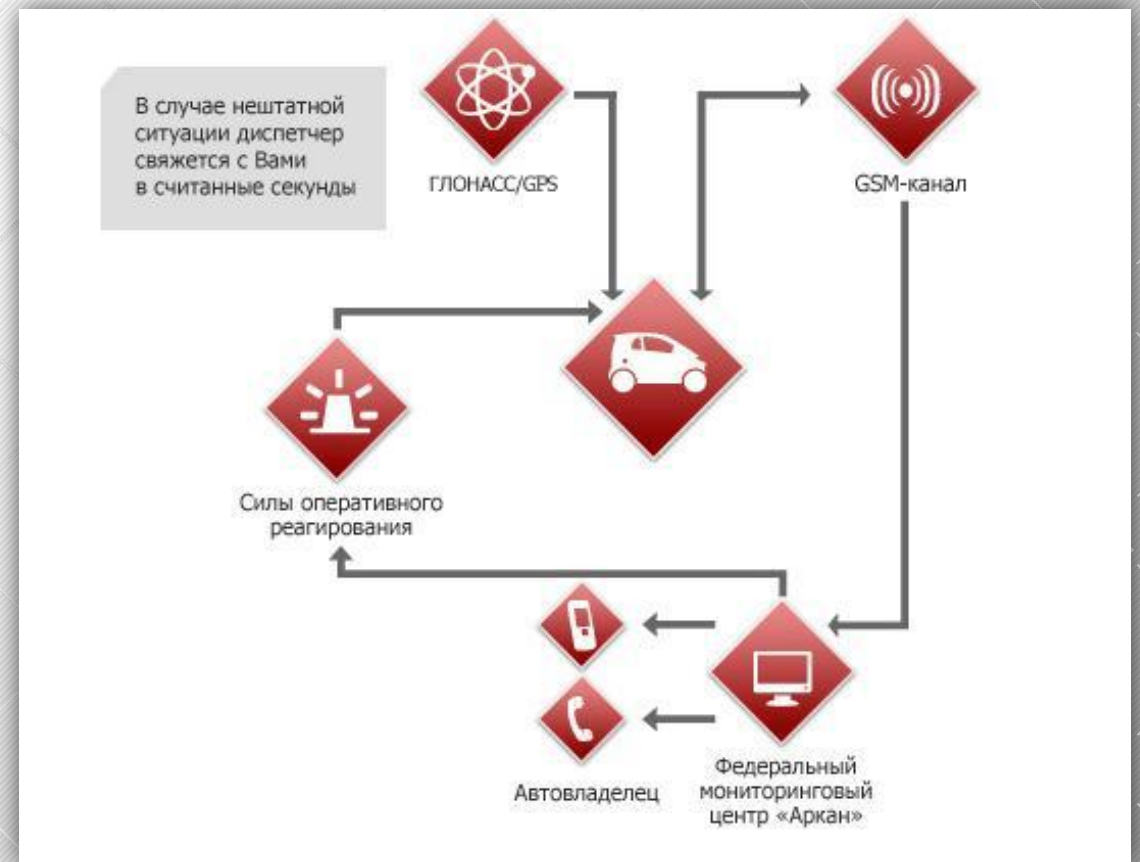 В случае нештатной
ситуации диспетчер
свяжется с Вами
в считанные секунды
ГЛОНАСС/GPS
GSM-канал
Силы оперативного
реагирования
Автовладелец
Федеральный
мониторинговый
центр «Аркан»